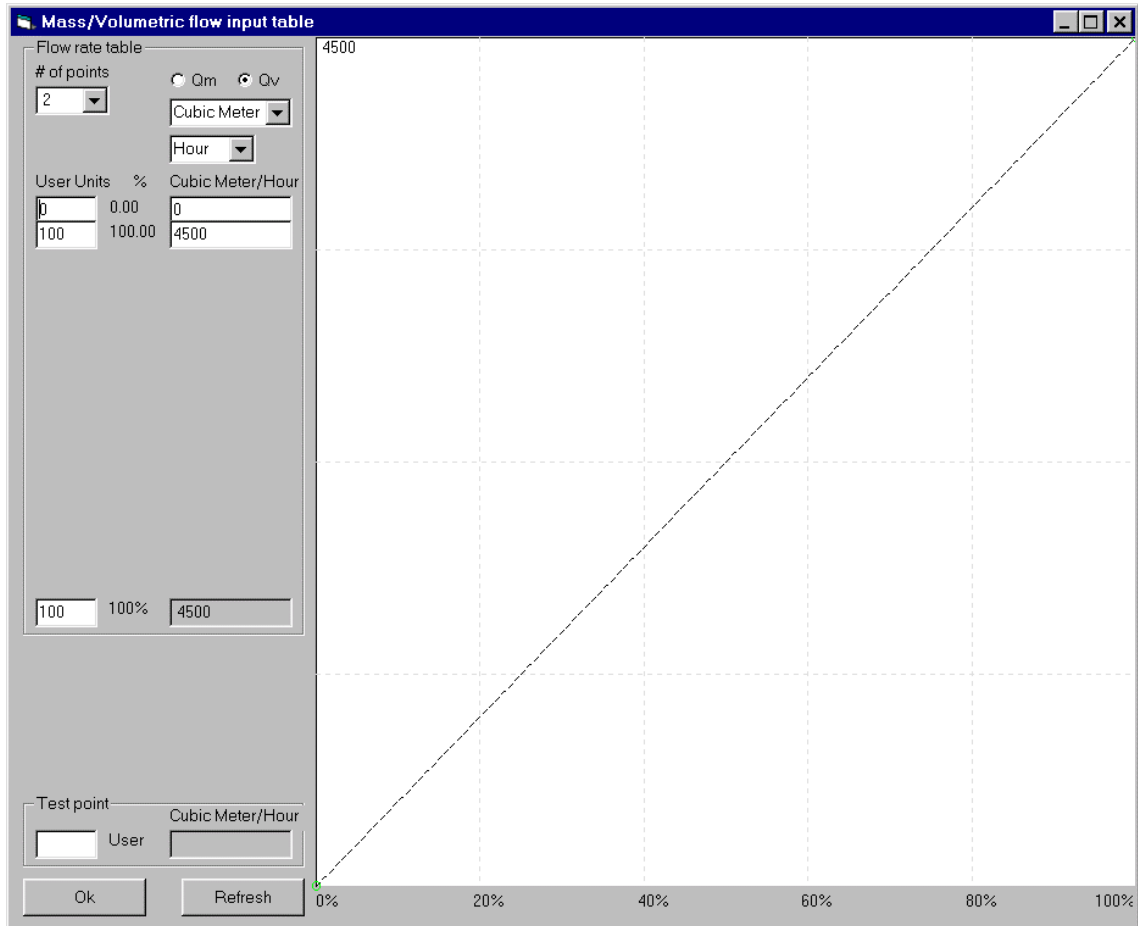 Mass/Volumetric flow input table
Flow rate table
# of points
Qm Qv
2
Cubic Meter
Hour
User Units % Cubic Meter/Hour
0 0.00 0
100 100.00 4500
100 100% 4500
Test point
Cubic Meter/Hour
User
Ok Refresh
4500
0% 20% 40% 60% 80% 100%